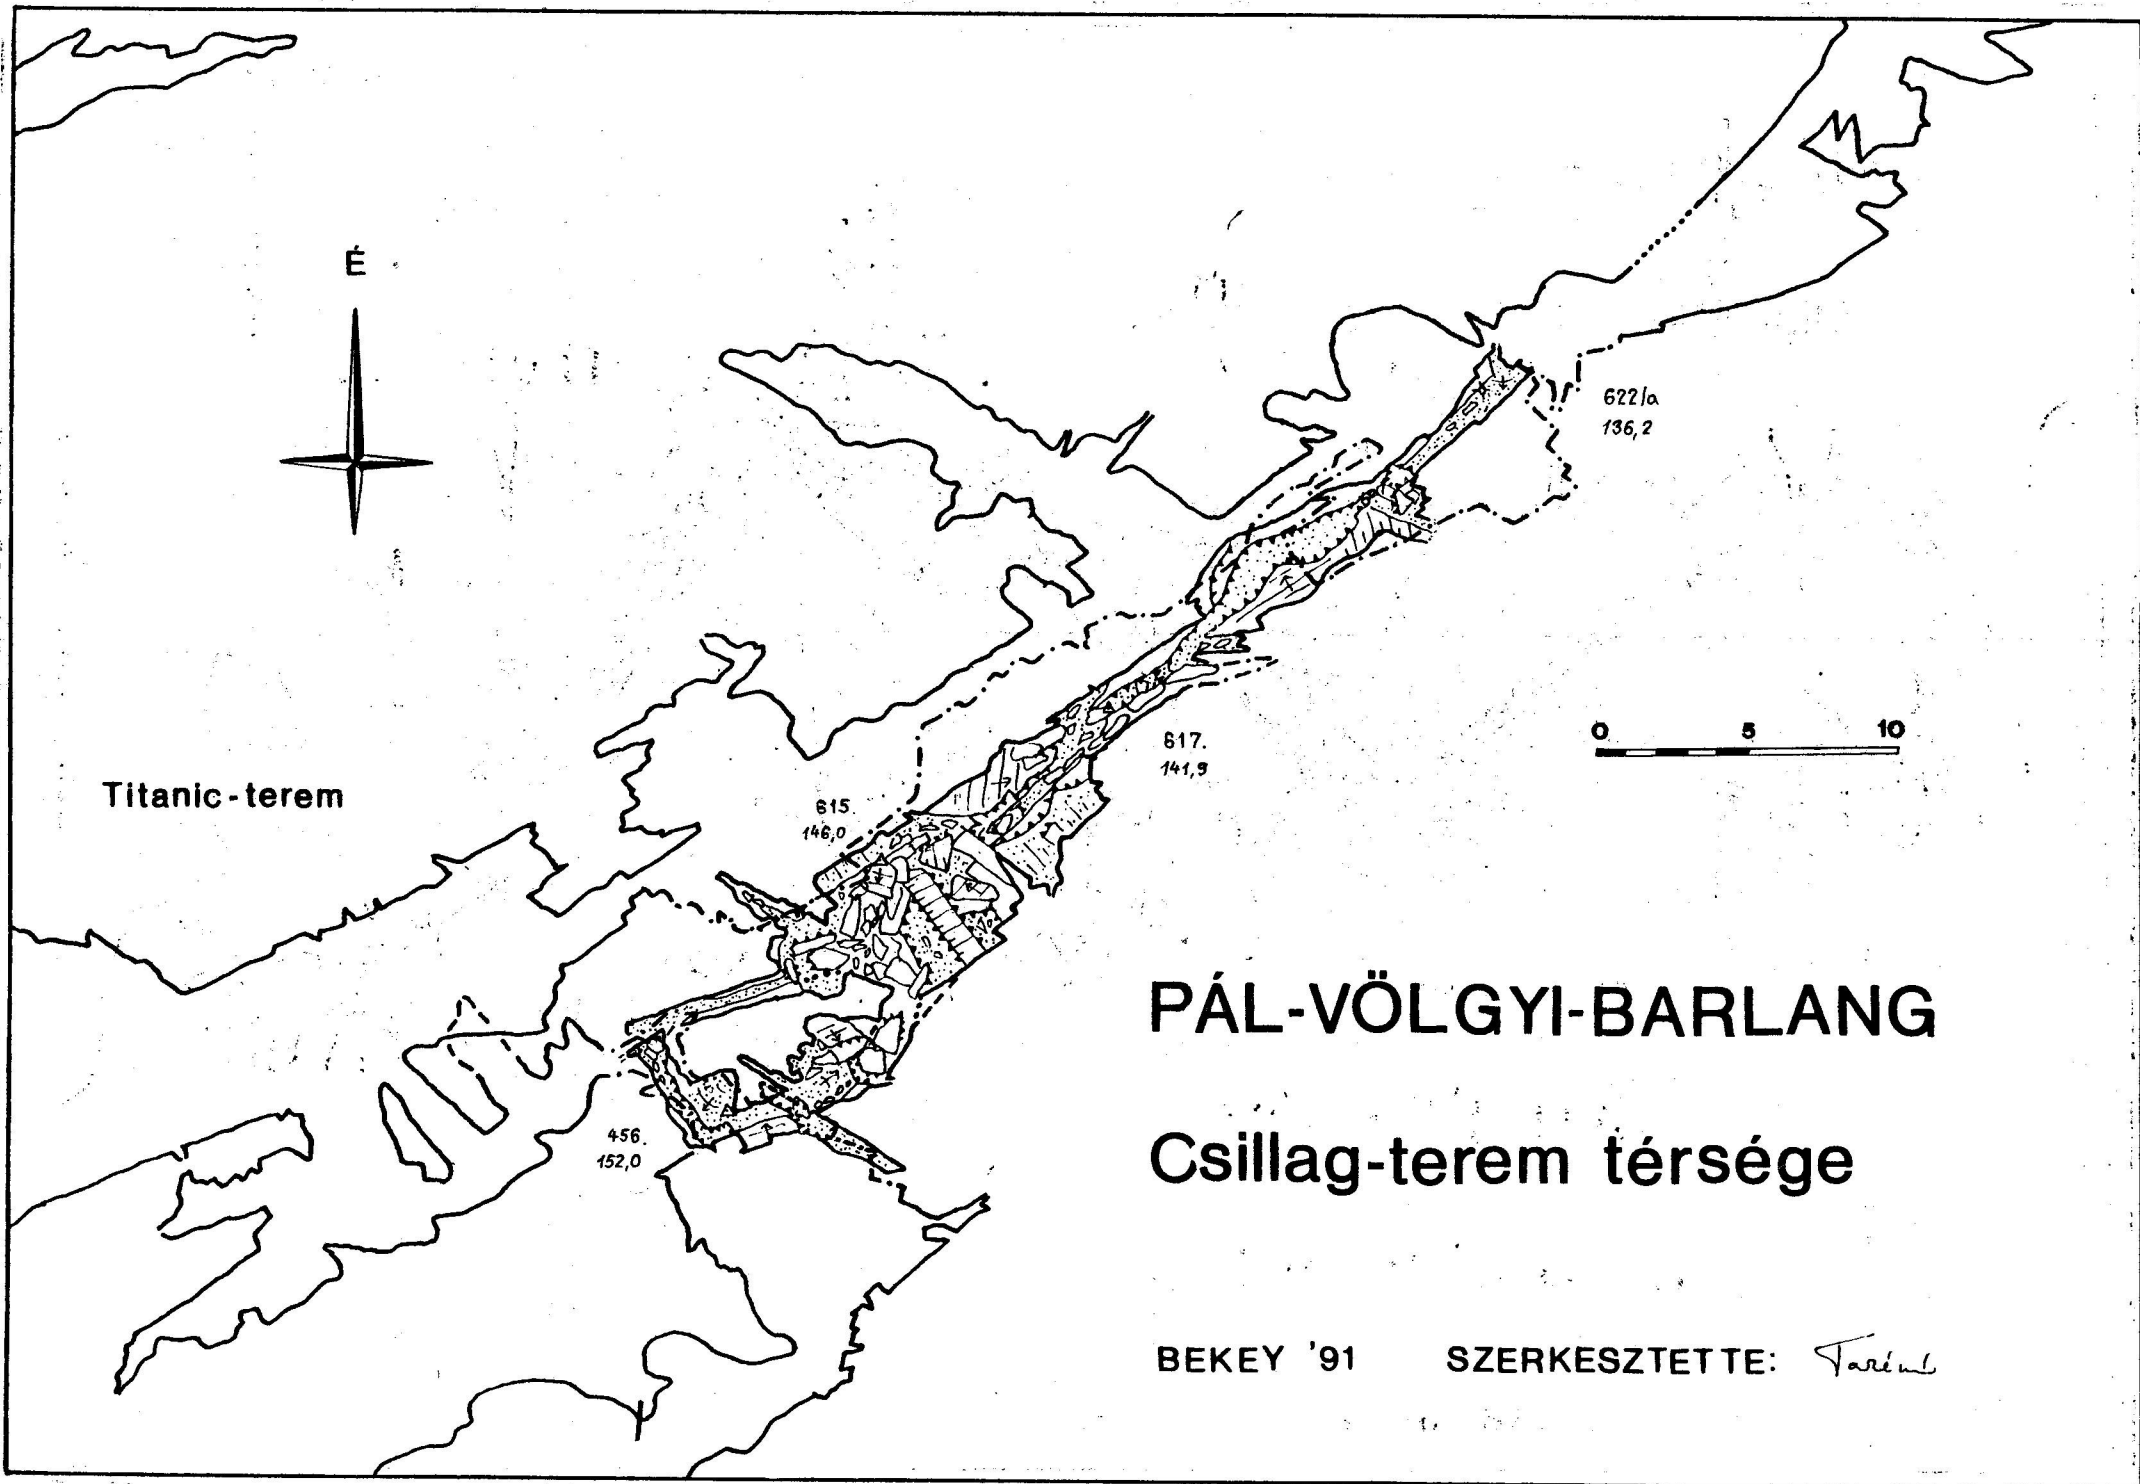 É
622/a
136,2
617.
141,9
0 5 10
Titanic-terem
615.
146,0
PÁL-VÖLGYI-BARLANG
456.
152,0
Csillag-terem térsége
BEKEY '91 SZERKESZTETTE: